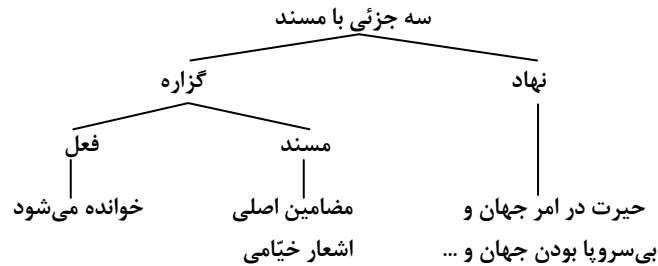 سه جزئی با مسند
نهاد
گزاره
مسند
فعل
حیرت در امر جهان و
بی‌سروپا بودن جهان و ...
مضامین اصلی
اشعار خیّامی
خوانده می‌شود